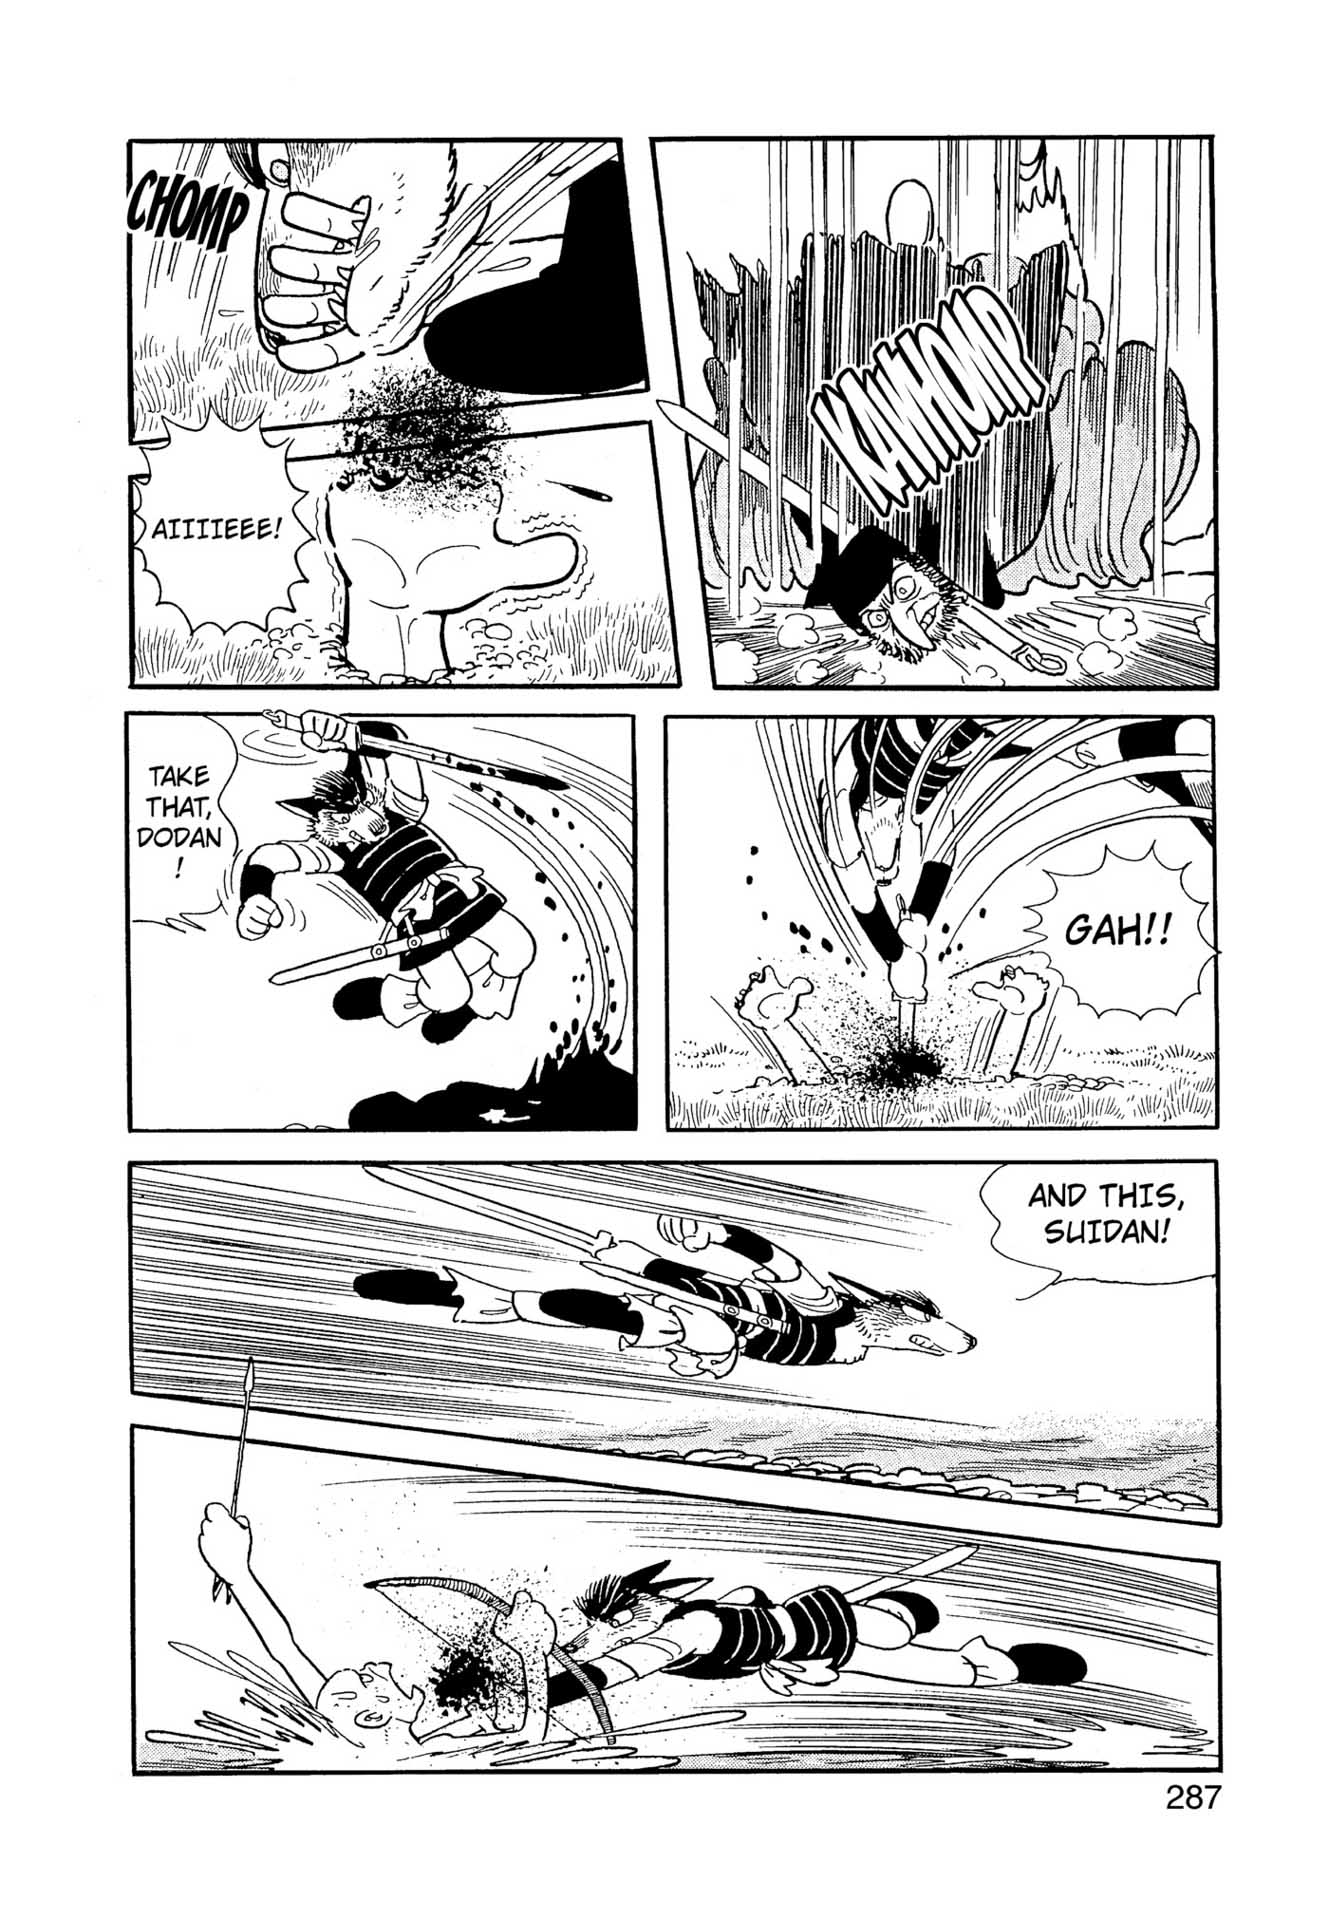 KAWHOMP
CHOMP
AIIIIEEE!
GAH!!
TAKE
THAT,
DODAN
!
AND THIS,
SUIDAN!
287